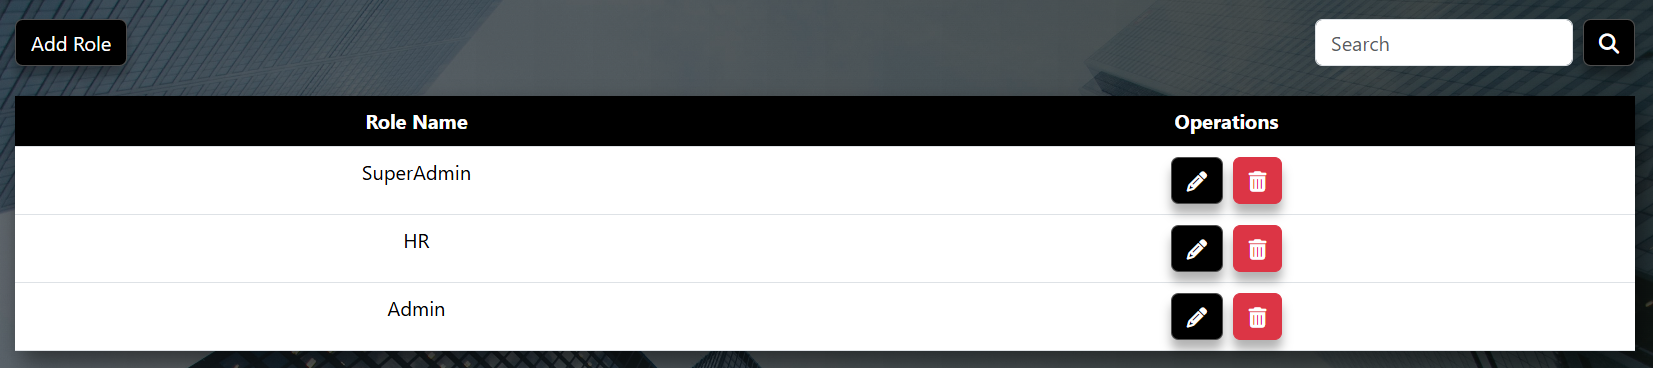 Add Role
Search
Role Name Operations
SuperAdmin
HR
Admin